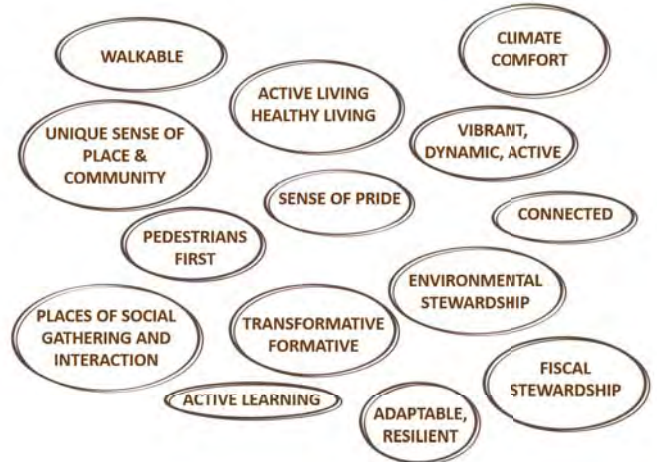 WALKABLE
CLIMATE
COMFORT
ACTIVE LIVING
HEALTHY LIVING
UNIQUE SENSE OF
PLACE &
COMMUNITY
VIBRANT,
DYNAMIC, ACTIVE
SENSE OF PRIDE
CONNECTED
PEDESTRIANS
FIRST
ENVIRONMENTAL
STEWARDSHIP
PLACES OF SOCIAL
GATHERING AND
INTERACTION
TRANSFORMATIVE
FORMATIVE
FISCAL
STEWARDSHIP
ACTIVE LEARNING
ADAPTABLE,
RESILIENT